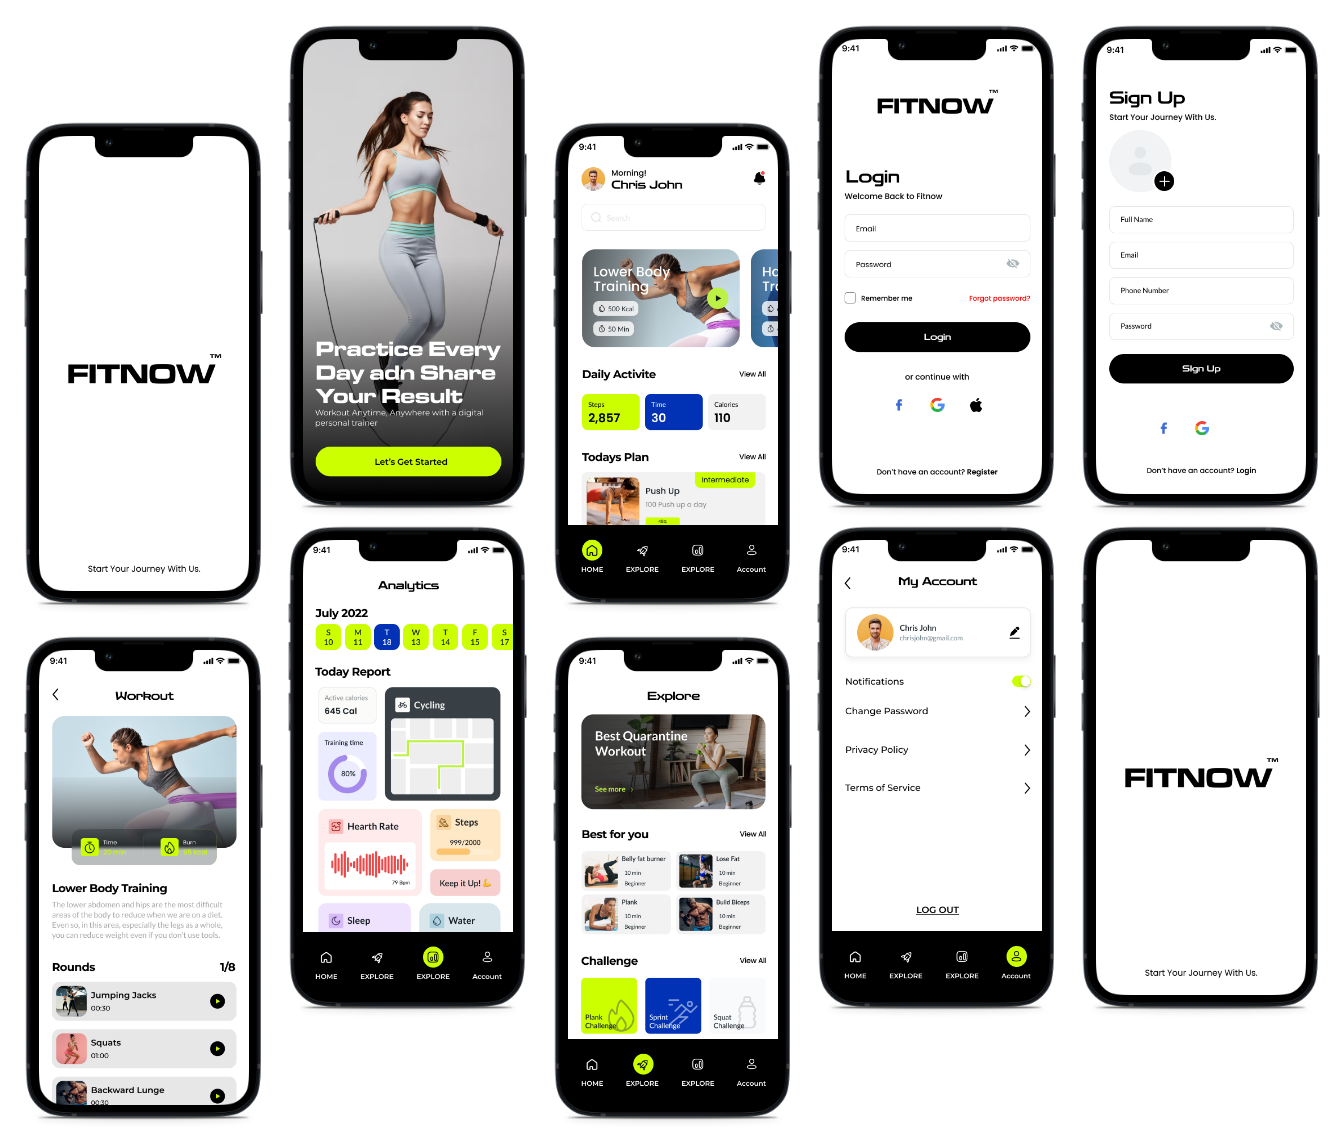 FITNOW
TM
Start Your Journey With Us.
Practice Every
Day adn Share
Your Result
Workout Anytime, Anywhere with a digital
personal trainer
Let's Get Started
9:41
Morning!
Chris John
Search
Lower Body
Training
500 Kcal
50 Min
Ha
Tra
Daily Activite
View All
Steps
2,857
Time
30
Calories
110
Todays Plan
View All
Intermediate
Push Up
100 Push up a day
HOME
EXPLORE
EXPLORE
Account
9:41
FITNOW
TM
Login
Welcome Back to Fitnow
Email
Password
Remember me
Forgot password?
Login
or continue with
Don't have an account? Register
9:41
Sign Up
Start Your Journey With Us.
Full Name
Email
Phone Number
Password
Sign Up
Don't have an account? Login
9:41
Workout
Time
Burn
Lower Body Training
The lower abdomen and hips are the most difficult
areas of the body to reduce when we are on a diet.
Even so, in this area, especially the legs as a whole,
you can reduce weight even if you don't use tools.
Rounds
1/8
Jumping Jacks
00:30
Squats
01:00
Backward Lunge
00:30
9:41
Analytics
July 2022
S
10
M
11
T
18
W
13
T
14
F
15
S
17
Today Report
Active calories
645 Cal
Training time
80%
Cycling
Hearth Rate
79 Bpm
Steps
999/2000
Keep it Up! 💪
Sleep
Water
HOME
EXPLORE
EXPLORE
Account
9:41
Explore
Best Quarantine
Workout
See more
Best for you
View All
Belly fat burner
10 min
Beginner
Lose Fat
10 min
Beginner
Plank
10 min
Beginner
Build Biceps
10 min
Beginner
Challenge
View All
Plank
Challenge
Sprint
Challenge
Squat
Challenge
HOME
EXPLORE
EXPLORE
Account
9:41
My Account
Chris John
chrisjohn@gmail.com
Notifications
Change Password
Privacy Policy
Terms of Service
LOG OUT
HOME
EXPLORE
EXPLORE
Account
FITNOW
TM
Start Your Journey With Us.